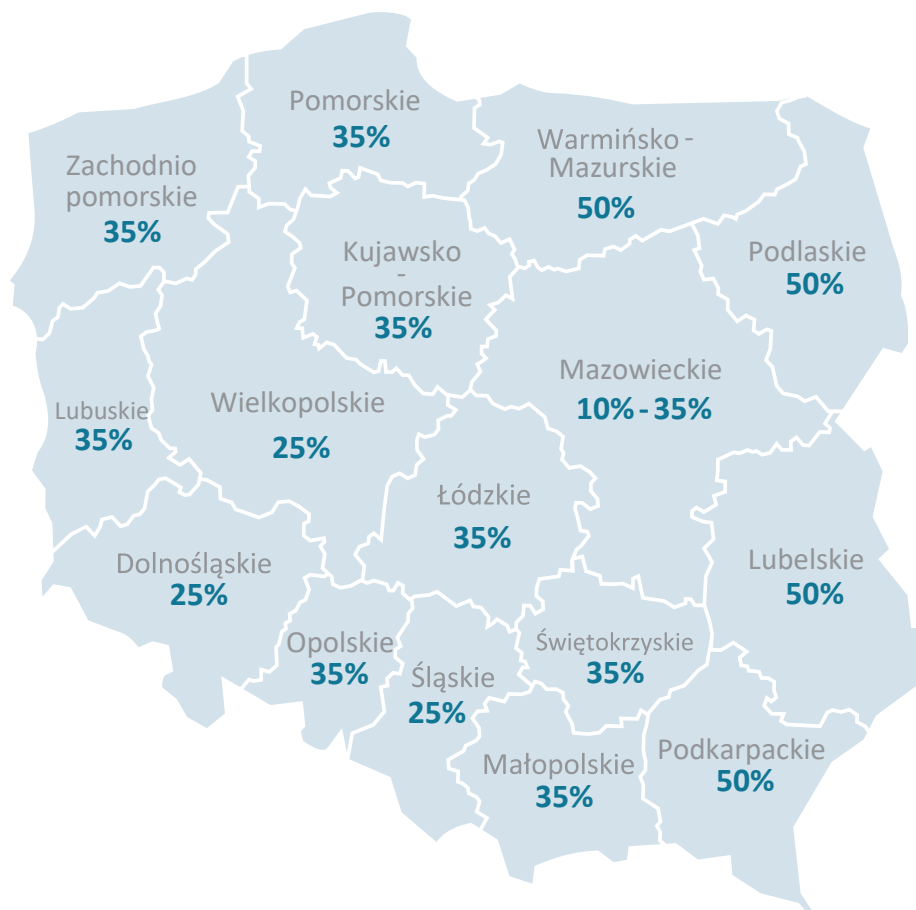 Pomorskie
35%
Warmińsko -
Mazurskie
50%
Zachodnio
pomorskie
35%
Podlaskie
50%
Kujawsko
-
Pomorskie
35%
Mazowieckie
10% - 35%
Lubuskie
35%
Wielkopolskie
25%
Łódzkie
35%
Dolnośląskie
25%
Lubelskie
50%
Opolskie
35%
Śląskie
25%
Świętokrzyskie
35%
Małopolskie
35%
Podkarpackie
50%